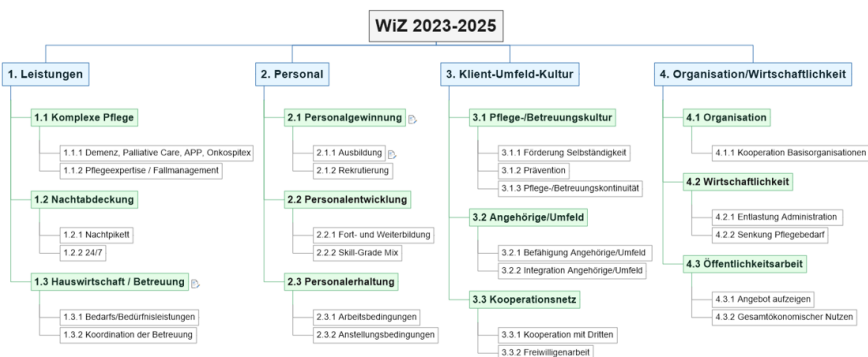 WiZ 2023-2025
1. Leistungen
1.1 Komplexe Pflege
1.1.1 Demenz, Palliative Care, APP, Onkospitex
1.1.2 Pflegeexpertise / Fallmanagement
1.2 Nachtabdeckung
1.2.1 Nachtpikett
1.2.2 24/7
1.3 Hauswirtschaft / Betreuung
1.3.1 Bedarfs/Bedürfnisleistungen
1.3.2 Koordination der Betreuung
2. Personal
2.1 Personalgewinnung
2.1.1 Ausbildung
2.1.2 Rekrutierung
2.2 Personalentwicklung
2.2.1 Fort- und Weiterbildung
2.2.2 Skill-Grade Mix
2.3 Personalerhaltung
2.3.1 Arbeitsbedingungen
2.3.2 Anstellungsbedingungen
3. Klient-Umfeld-Kultur
3.1 Pflege-/Betreuungskultur
3.1.1 Förderung Selbständigkeit
3.1.2 Prävention
3.1.3 Pflege-/Betreuungskontinuität
3.2 Angehörige/Umfeld
3.2.1 Befähigung Angehörige/Umfeld
3.2.2 Integration Angehörige/Umfeld
3.3 Kooperationsnetz
3.3.1 Kooperation mit Dritten
3.3.2 Freiwilligenarbeit
4. Organisation/Wirtschaftlichkeit
4.1 Organisation
4.1.1 Kooperation Basisorganisationen
4.2 Wirtschaftlichkeit
4.2.1 Entlastung Administration
4.2.2 Senkung Pflegebedarf
4.3 Öffentlichkeitsarbeit
4.3.1 Angebot aufzeigen
4.3.2 Gesamtökonomischer Nutzen